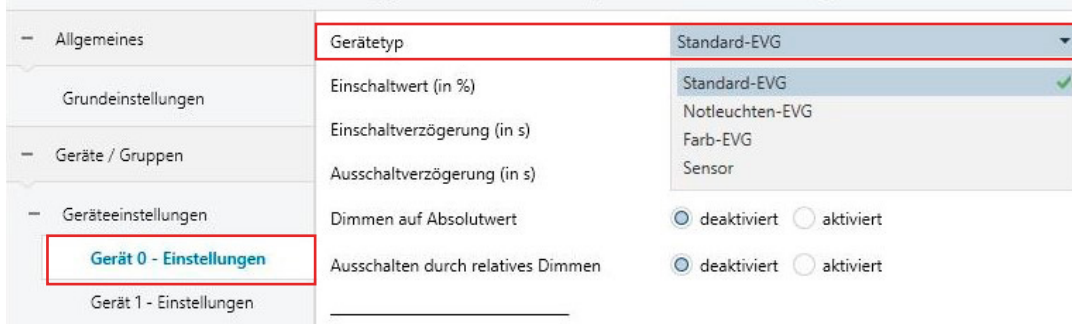 Allgemeines
Grundeinstellungen
Geräte / Gruppen
Geräteeinstellungen
Gerät 0 - Einstellungen
Gerät 1 - Einstellungen
Gerätetyp Standard-EVG
Standard-EVG
Notleuchten-EVG
Farb-EVG
Sensor
Einschaltwert (in %)
Einschaltverzögerung (in s)
Ausschaltverzögerung (in s)
Dimmen auf Absolutwert deaktiviert aktiviert
Ausschalten durch relatives Dimmen deaktiviert aktiviert